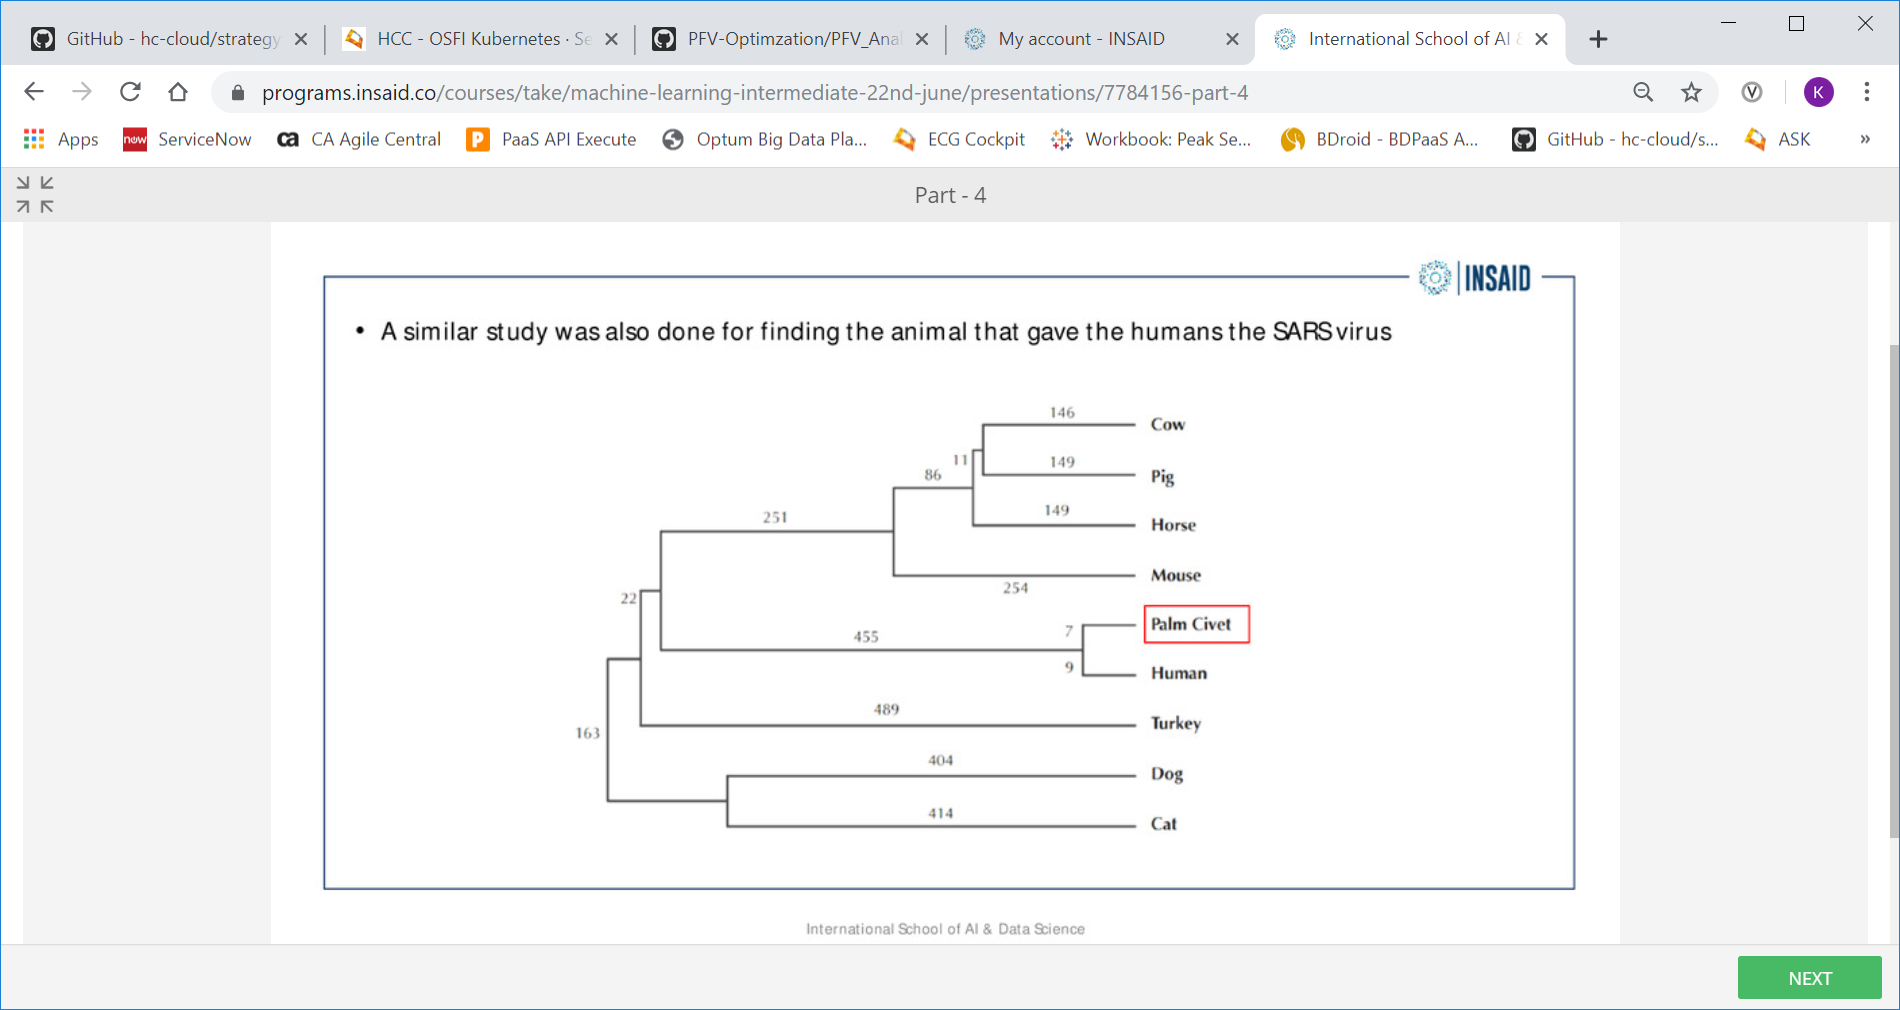 GitHub - hc-cloud/strategy
HCC - OSFI Kubernetes · Se
PFV-Optimzation/PFV_Anal
My account - INSAID
International School of AI &
programs.insaid.co/courses/take/machine-learning-intermediate-22nd-june/presentations/7784156-part-4
V
K
Apps
now
ServiceNow
ca
CA Agile Central
P
PaaS API Execute
Optum Big Data Pla...
ECG Cockpit
Workbook: Peak Se...
BDroid - BDPaaS A...
GitHub - hc-cloud/s...
ASK
»
Part - 4
INSAID
• A similar study was also done for finding the animal that gave the humans the SARS virus
146
Cow
11
149
86
Pig
149
251
Horse
Mouse
254
22
7
Palm Civet
455
9
Human
489
Turkey
163
404
Dog
414
Cat
International School of AI & Data Science
NEXT